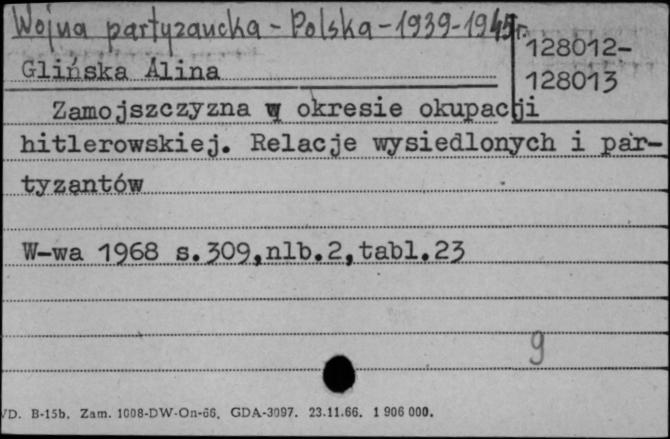 Wojna partyzancka - Polska - 1939-1945r.
128012-
Glińska Alina
128013
Zamojszczyzna w okresie okupacji
hitlerowskiej. Relacje wysiedlonych i par-
tyzantów
W-wa 1968 s.309,nlb.2,tabl.23
9
VD. B-15b. Zam. 1008-DW-On-66. GDA-3097. 23.11.66. 1 906 000.